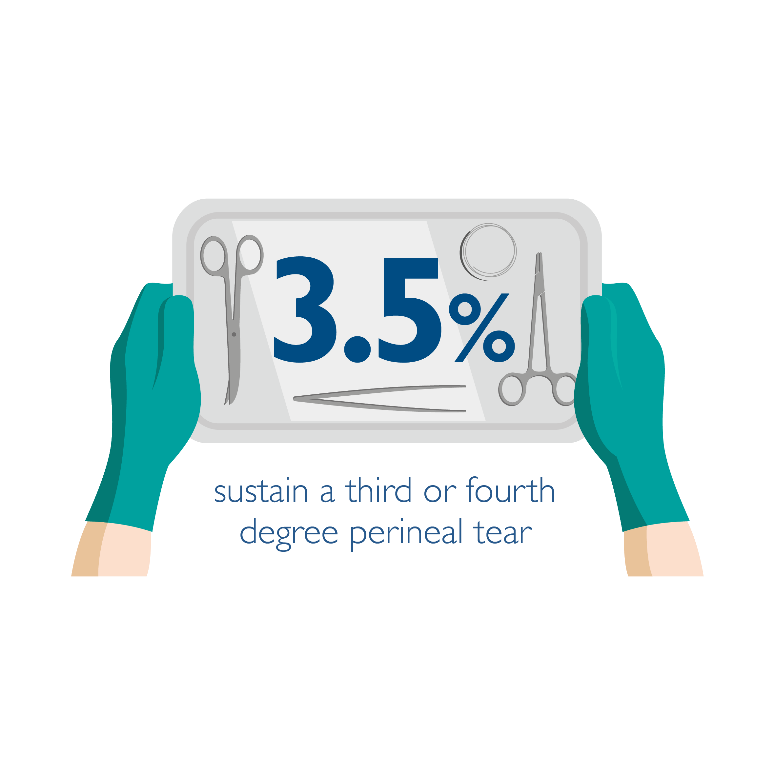 3.5%
sustain a third or fourth
degree perineal tear